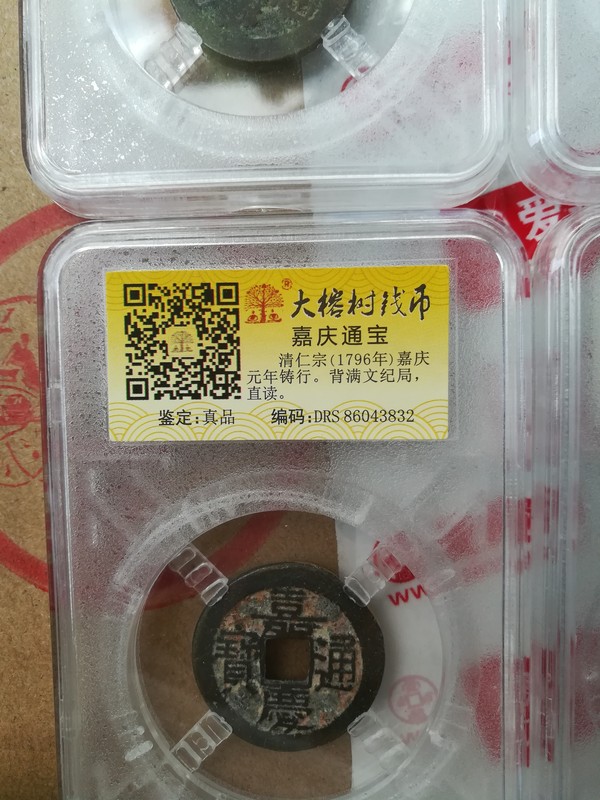 爱
大榕树钱币
嘉庆通宝
清仁宗(1796年)嘉庆
元年铸行。背满文纪局，
直读。
鉴定:真品 编码:DRS 86043832
嘉
寶 通
慶
ww